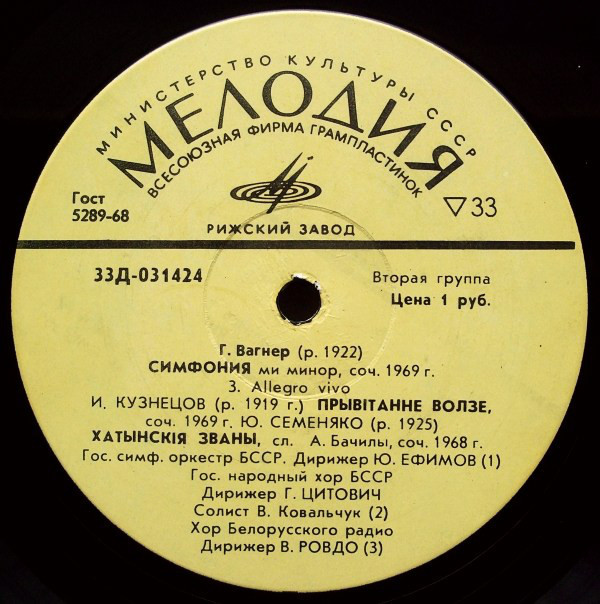 МИНИСТЕРСТВО КУЛЬТУРЫ СССР
МЕЛОДИЯ
ВСЕСОЮЗНАЯ ФИРМА ГРАМПЛАСТИНОК
Гост
5289-68
▽33
РИЖСКИЙ ЗАВОД
33Д-031424
Вторая группа
Цена 1 руб.
Г. Вагнер (р. 1922)
СИМФОНИЯ ми минор, соч. 1969 г.
3. Allegro vivo
И. КУЗНЕЦОВ (р. 1919 г.) ПРЫВІТАННЕ ВОЛЗЕ,
соч. 1969 г. Ю. СЕМЕНЯКО (р. 1925)
ХАТЫНСКІЯ ЗВАНЫ, сл. А. Бачилы, соч. 1968 г.
Гос. симф. оркестр БССР. Дирижер Ю. ЕФИМОВ (1)
Гос. народный хор БССР
Дирижер Г. ЦИТОВИЧ
Солист В. Ковальчук (2)
Хор Белорусского радио
Дирижер В. РОВДО (3)